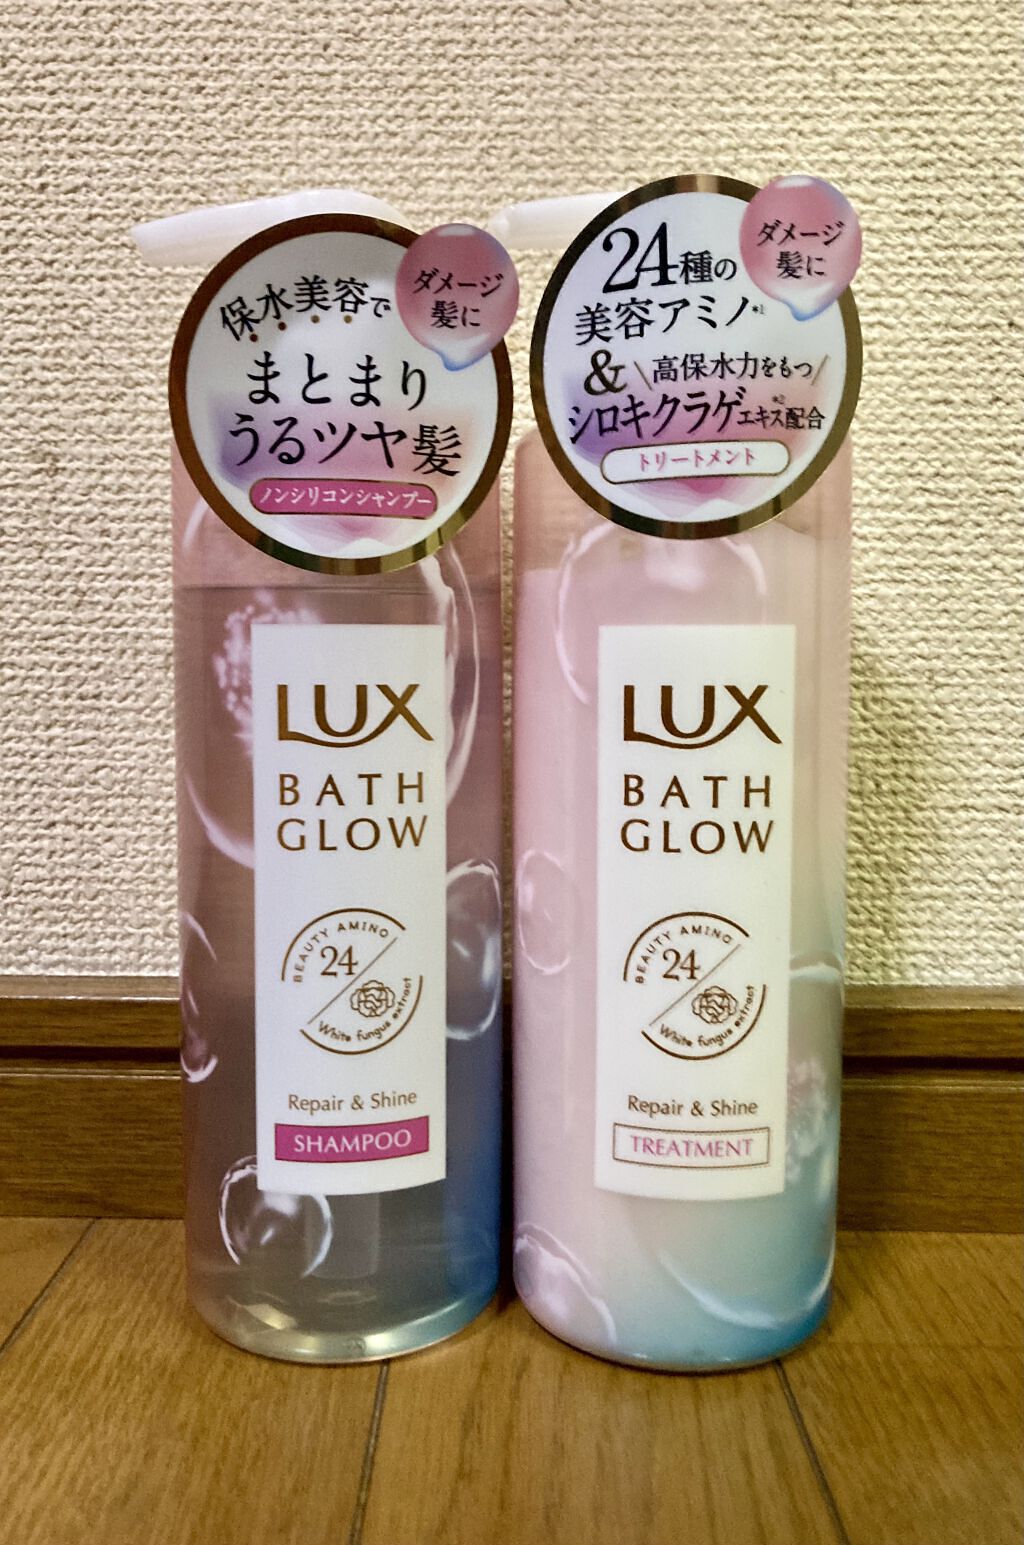 保水美容で
まとまり
うるツヤ髪
ノンシリコンシャンプー
ダメージ
髪に
LUX
BATH
GLOW
BEAUTY AMINO
24
White fungus extract
Repair & Shine
SHAMPOO
24種の
美容アミノ*1
&\高保水力をもつ/
シロキクラゲエキス*2配合
トリートメント
ダメージ
髪に
LUX
BATH
GLOW
BEAUTY AMINO
24
White fungus extract
Repair & Shine
TREATMENT